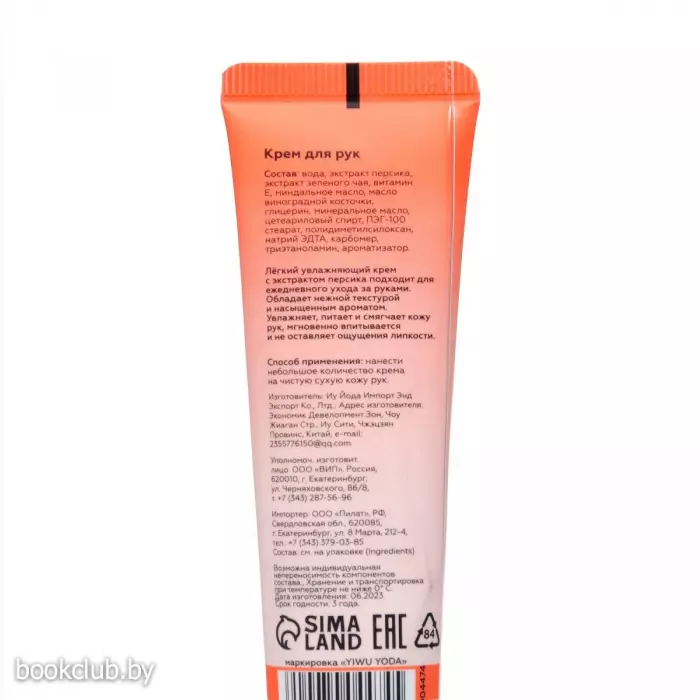 Крем для рук
Состав: вода, экстракт персика,
экстракт зеленого чая, витамин
Е, миндальное масло, масло
виноградной косточки,
глицерин, минеральное масло,
цетеариловый спирт, ПЭГ-100
стеарат, полидиметилсилоксан,
натрий ЭДТА, карбомер,
триэтаноламин, ароматизатор.
Лёгкий увлажняющий крем
с экстрактом персика подходит для
ежедневного ухода за руками.
Обладает нежной текстурой
и насыщенным ароматом.
Увлажняет, питает и смягчает кожу
рук, мгновенно впитывается
и не оставляет ощущения липкости.
Способ применения: нанести
небольшое количество крема
на чистую сухую кожу рук.
Изготовитель: Иу Йода Импорт Энд
Экспорт Ко., Лтд., Адрес изготовителя:
Экономик Девелопмент Зон, Чоу
Жиаган Стр., Иу Сити, Чжэцзян
Провинс, Китай, e-mail:
2355776150@qq.com
Уполномоч. изготовит.
лицо: ООО «ВИП», Россия,
620010, г. Екатеринбург,
ул. Черняховского, 86/8,
т. +7 (343) 287-56-96
Импортер: ООО «Пилат», РФ,
Свердловская обл., 620085,
г. Екатеринбург, ул. 8 Марта, 212-4,
тел. +7 (343) 379-03-85
Состав: см. на упаковке (Ingredients)
Возможна индивидуальная
непереносимость компонентов
состава., Хранение и транспортировка
при температуре не ниже 0° С.
Дата изготовления: 06.2023
Срок годности: 3 года.
SIMA
LAND
EAC
84
маркировка «YIWU YODA»
904474
bookclub.by